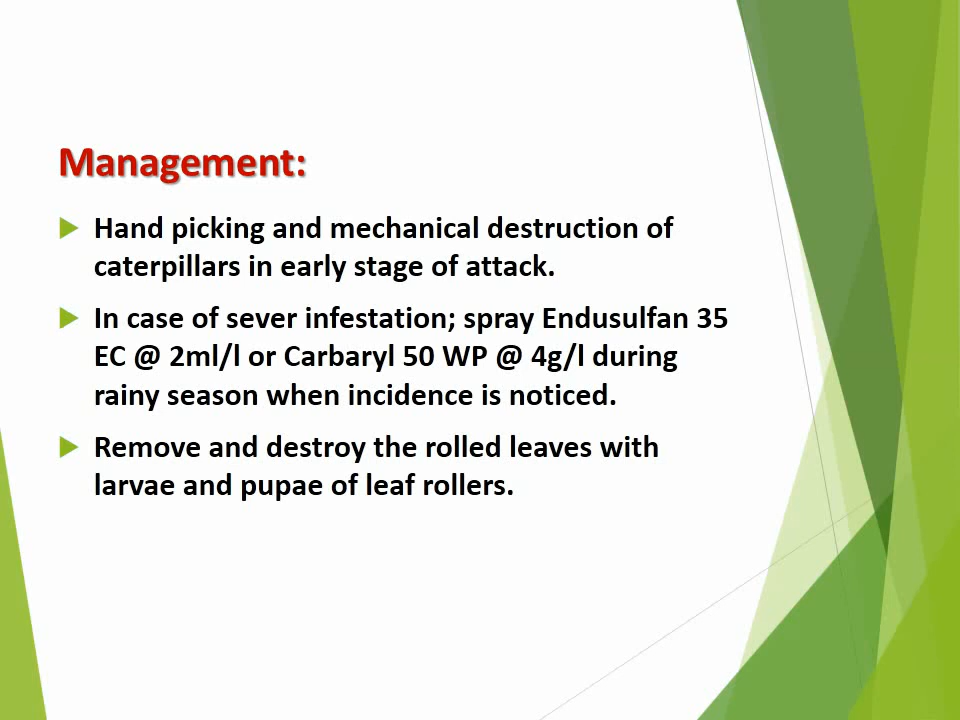 Management:
Hand picking and mechanical destruction of
caterpillars in early stage of attack.
In case of sever infestation; spray Endusulfan 35
EC @ 2ml/l or Carbaryl 50 WP @ 4g/l during
rainy season when incidence is noticed.
Remove and destroy the rolled leaves with
larvae and pupae of leaf rollers.